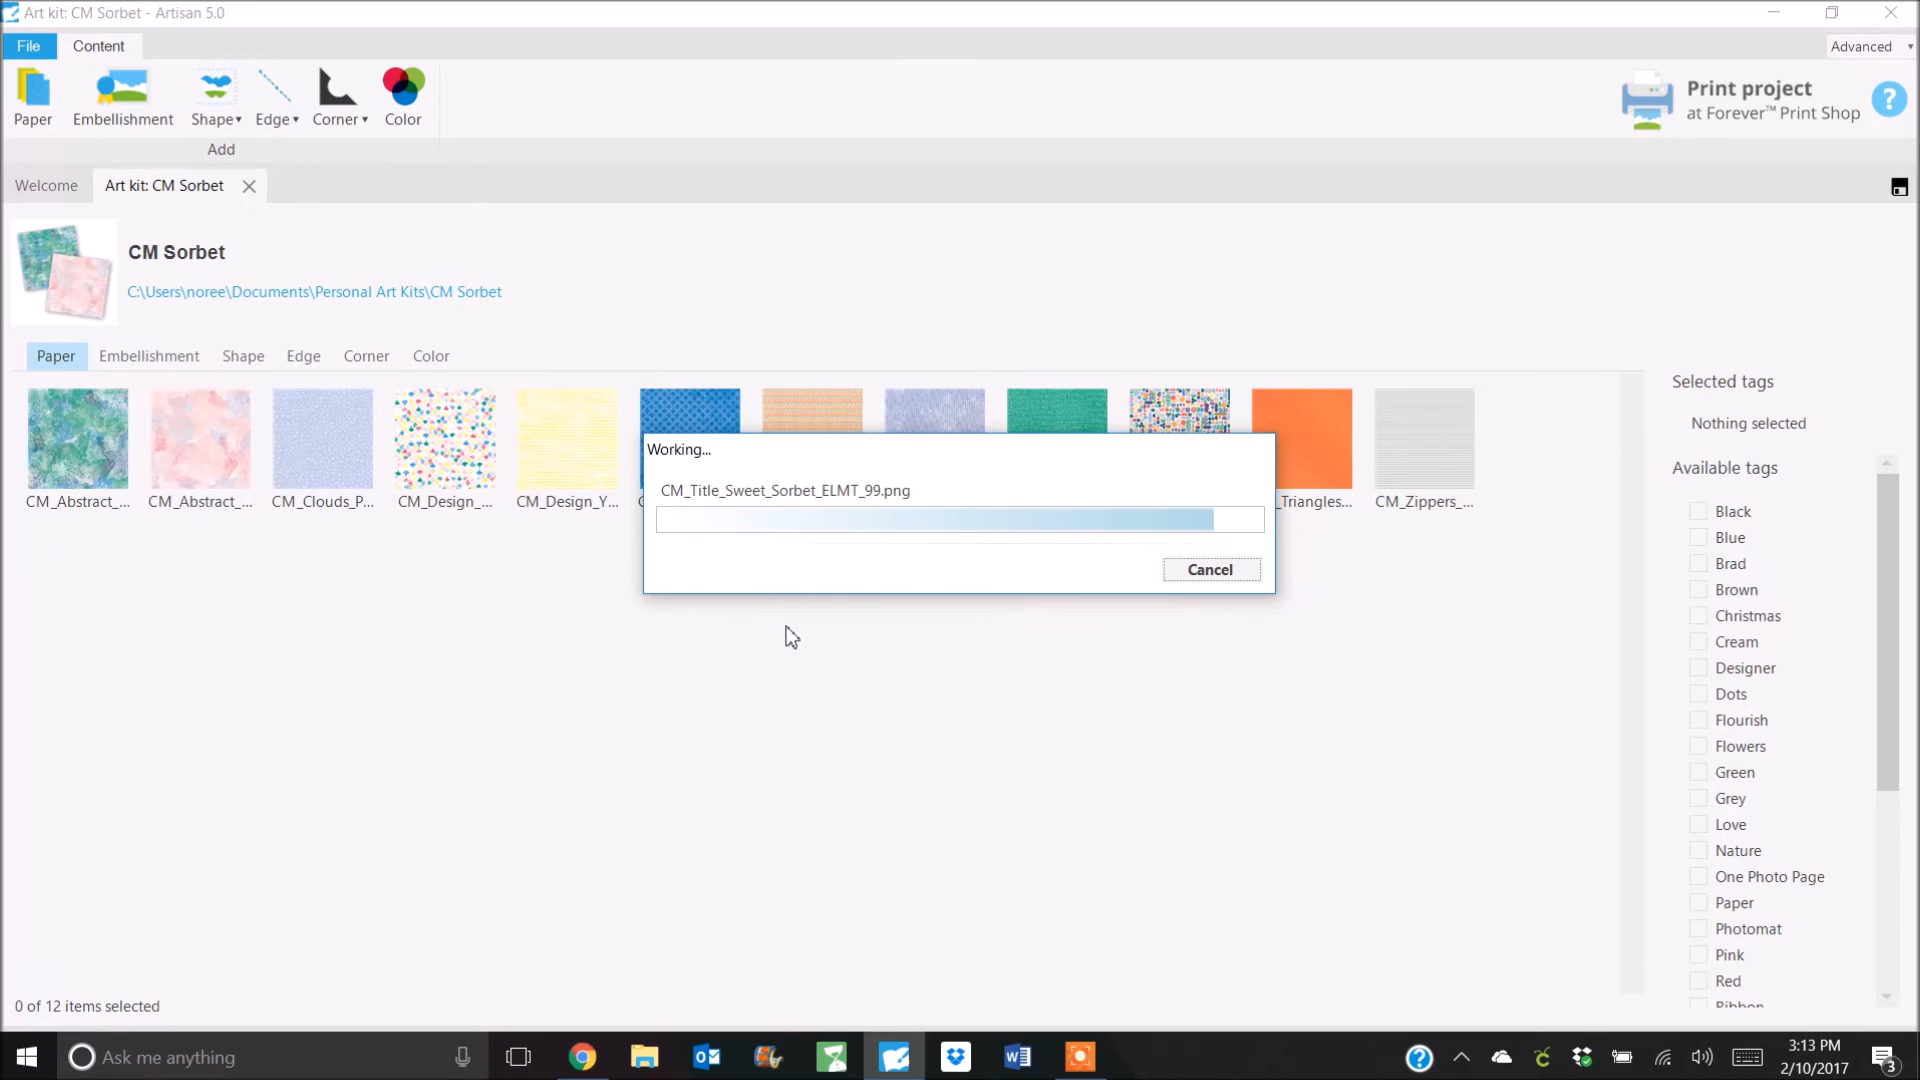 Art kit: CM Sorbet - Artisan 5.0
File
Content
Advanced
Paper
Embellishment
Shape
Edge
Corner
Color
Add
Print project
at Forever™ Print Shop
?
Welcome
Art kit: CM Sorbet
CM Sorbet
C:\Users\noree\Documents\Personal Art Kits\CM Sorbet
Paper
Embellishment
Shape
Edge
Corner
Color
CM_Abstract_...
CM_Abstract_...
CM_Clouds_P...
CM_Design_...
CM_Design_Y...
_Triangles...
CM_Zippers_...
Working...
CM_Title_Sweet_Sorbet_ELMT_99.png
Cancel
Selected tags
Nothing selected
Available tags
Black
Blue
Brad
Brown
Christmas
Cream
Designer
Dots
Flourish
Flowers
Green
Grey
Love
Nature
One Photo Page
Paper
Photomat
Pink
Red
Ribbon
0 of 12 items selected
Ask me anything
3:13 PM
2/10/2017
3